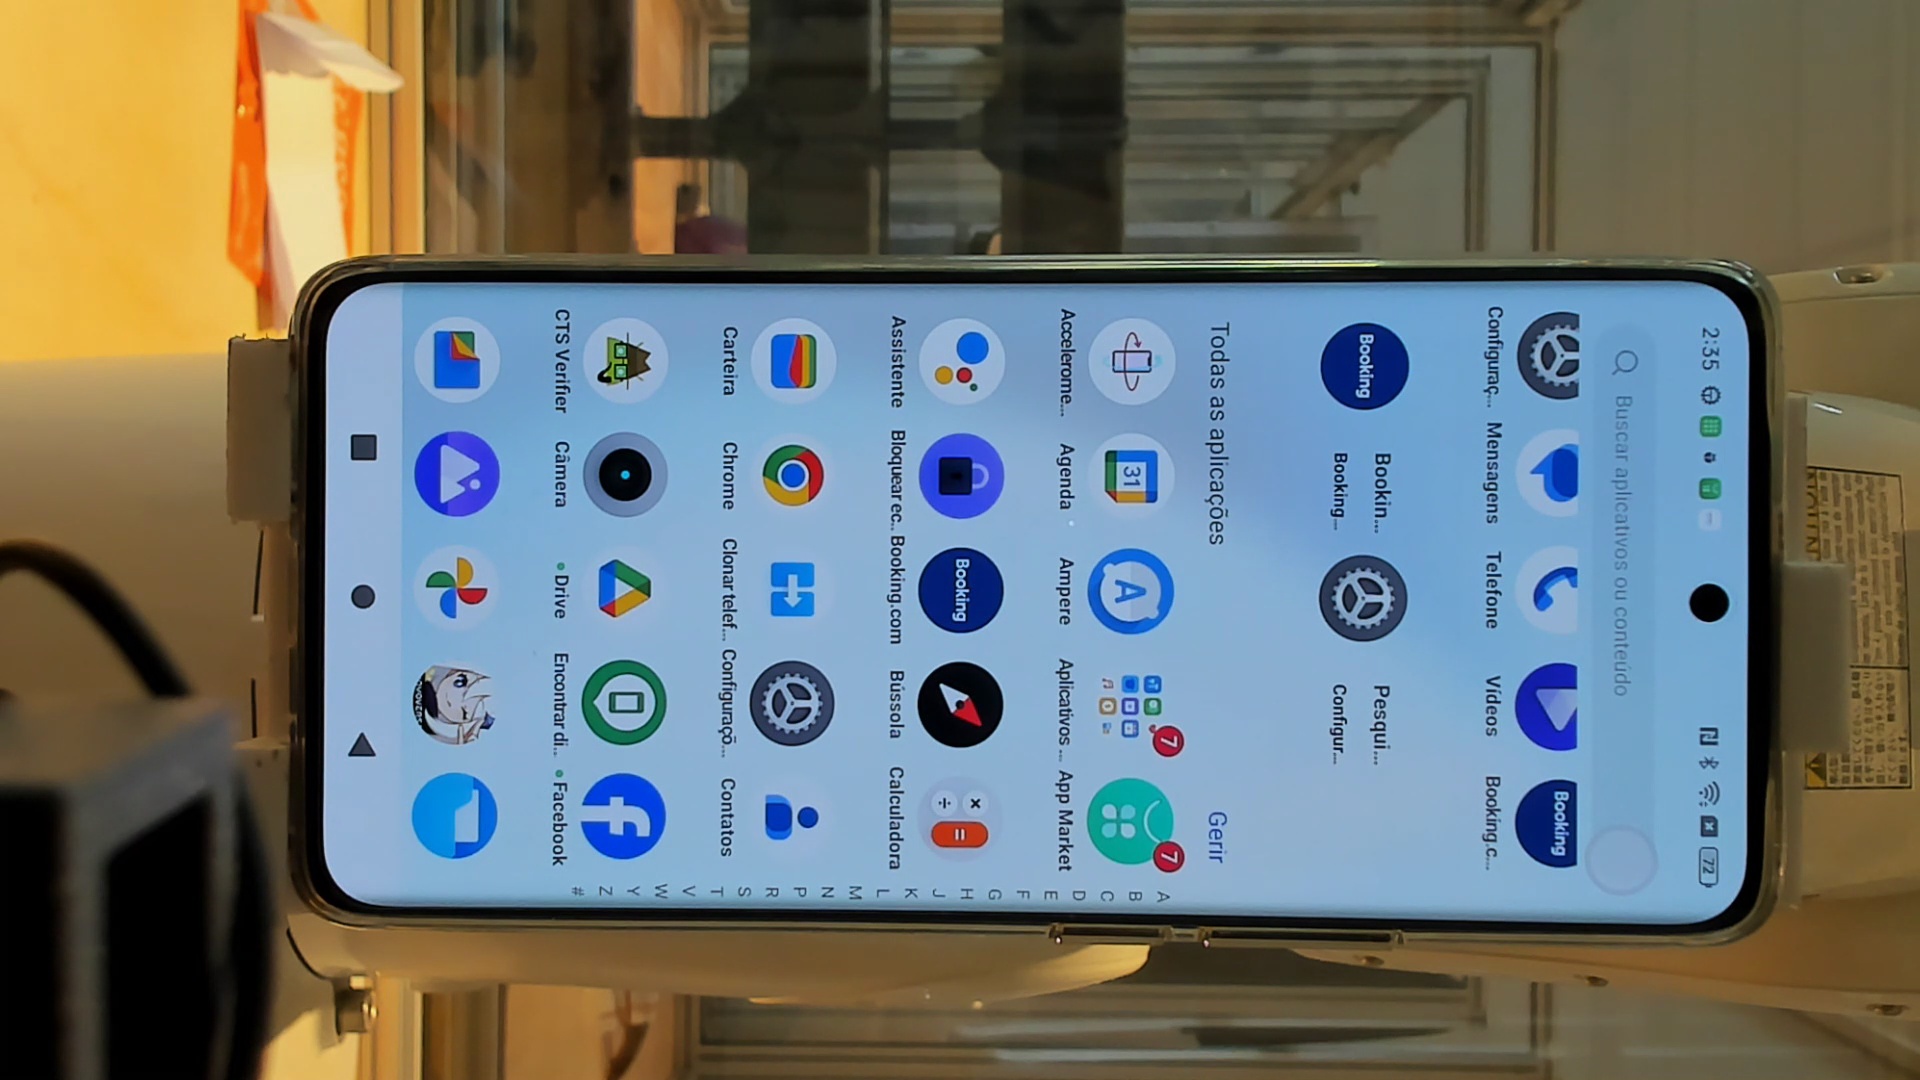 2:35
72
Buscar aplicativos ou conteúdo
Configuraç... Mensagens Telefone Vídeos Booking.c...
Booking
Booking
Bookin...
Booking...
Pesqui...
Configur...
Todas as aplicações Gerir
31
A
7
7
Acelerome... Agenda Ampere Aplicativos ... App Market
Booking
Assistente Bloquear ec... Booking.com Bússola Calculadora
Carteira Chrome Clonar telef... Configuraçõ... Contatos
CTS Verifier Câmera Drive Encontrar di... Facebook
A
B
C
D
E
F
G
H
J
K
L
M
N
P
R
S
T
V
W
Y
Z
#